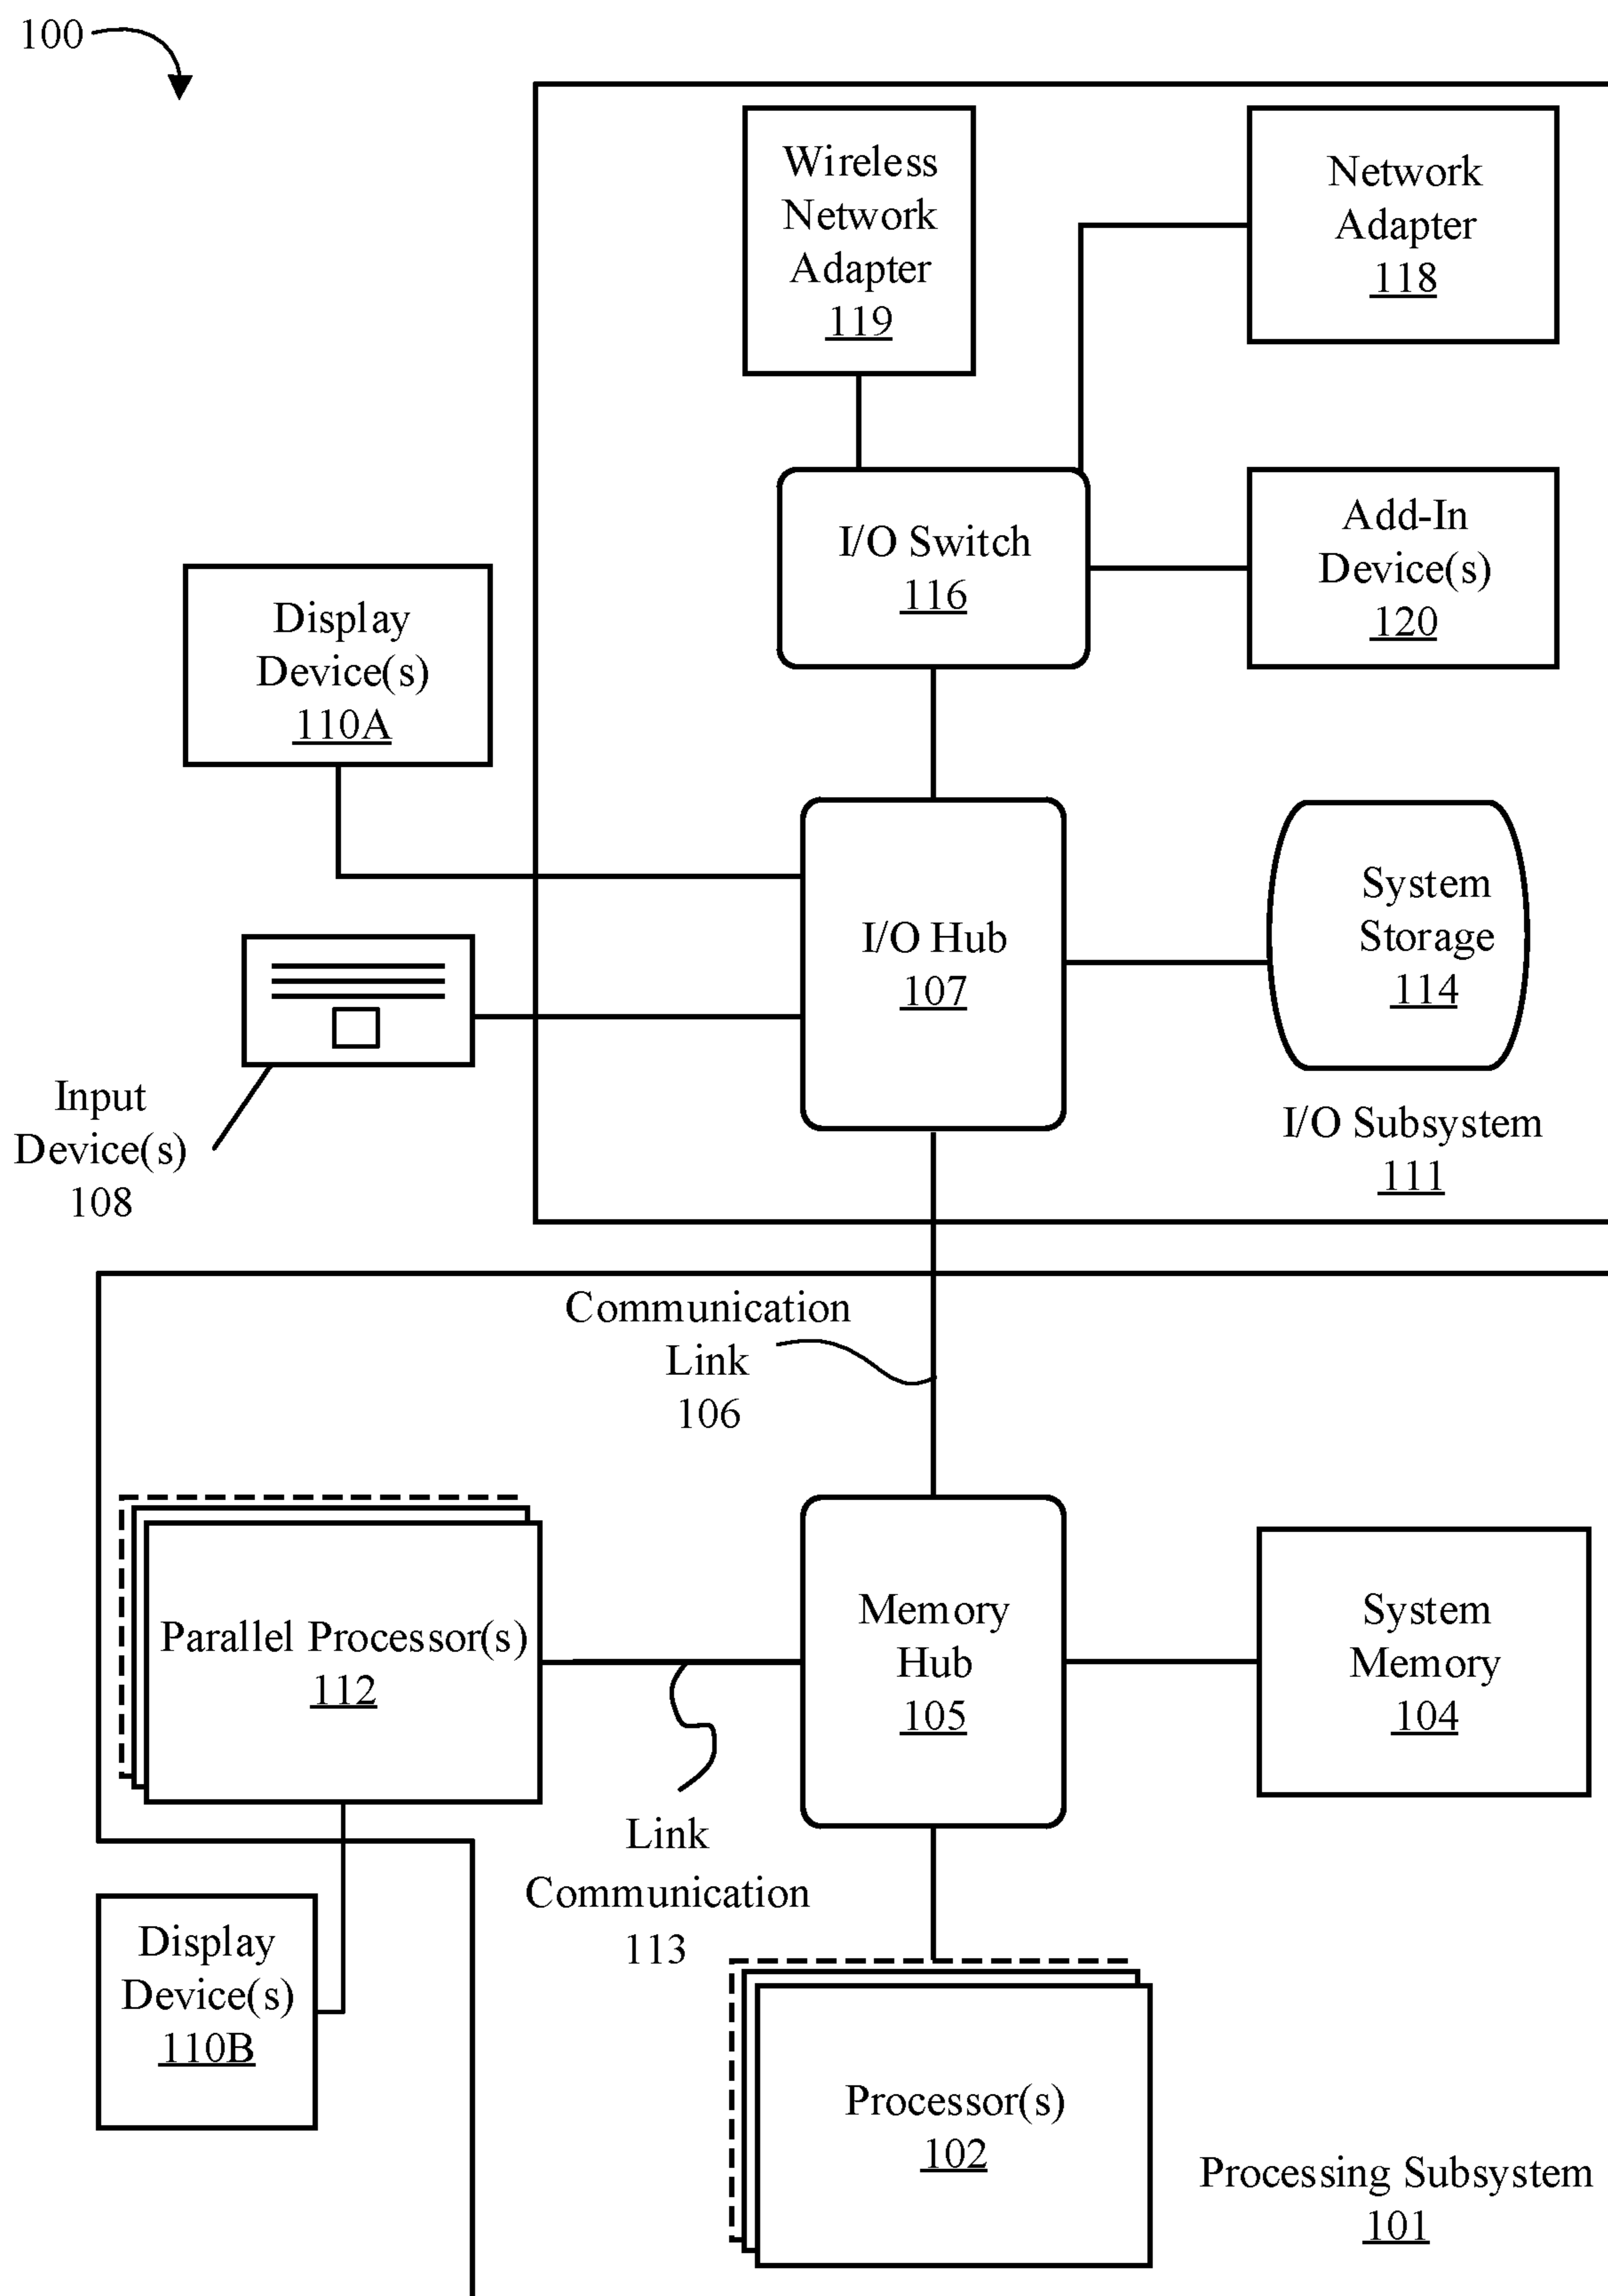 100
Wireless
Network
Adapter
119
Network
Adapter
118
I/O Switch
116
Add-In
Device(s)
120
Display
Device(s)
110A
I/O Hub
107
System
Storage
114
Input
Device(s)
108
I/O Subsystem
111
Communication
Link
106
Parallel Processor(s)
112
Memory
Hub
105
System
Memory
104
Link
Communication
113
Display
Device(s)
110B
Processor(s)
102
Processing Subsystem
101